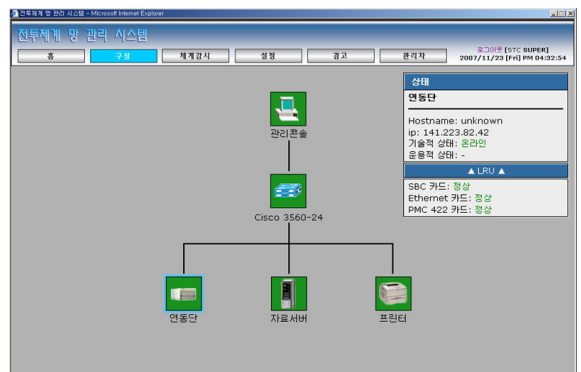 전투체계 망 관리 시스템 - Microsoft Internet Explorer
전투체계 망 관리 시스템
로그아웃 [STC SUPER]
홈 구성 체계감시 설정 경고 관리자 2007/11/23 [Fri] PM 04:32:54
상태
연동단
Hostname: unknown
ip: 141.223.82.42
기술적 상태: 온라인
운용적 상태: -
▲ LRU ▲
SBC 카드: 정상
Ethernet 카드: 정상
PMC 422 카드: 정상
관리콘솔
Cisco 3560-24
연동단 자료서버 프린터